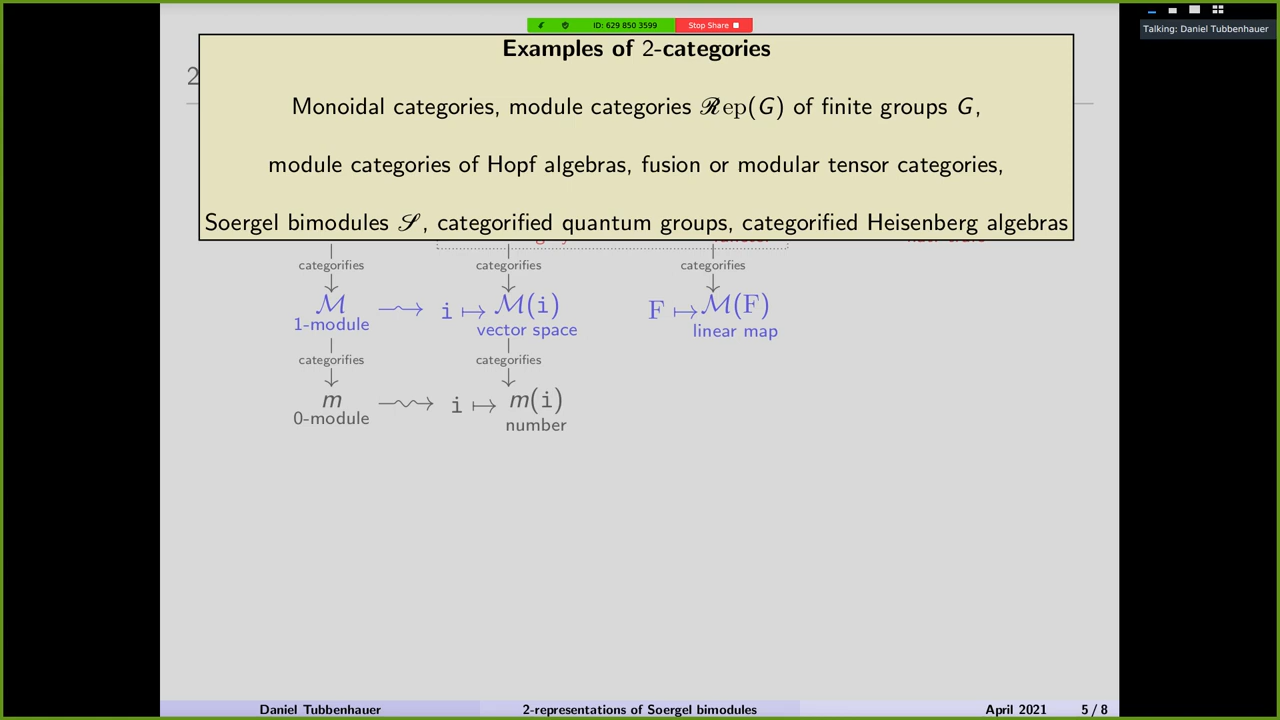 ID: 629 850 3599 Stop Share
Talking: Daniel Tubbenhauer
Examples of 2-categories
2
Monoidal categories, module categories ℛep(G) of finite groups G,
module categories of Hopf algebras, fusion or modular tensor categories,
Soergel bimodules 𝒮, categorified quantum groups, categorified Heisenberg algebras
categorifies categorifies categorifies
ℳ ⇝ i ↦ ℳ(i) F ↦ ℳ(F)
1-module vector space linear map
categorifies categorifies
m ⇝ i ↦ m(i)
0-module number
Daniel Tubbenhauer 2-representations of Soergel bimodules April 2021 5 / 8